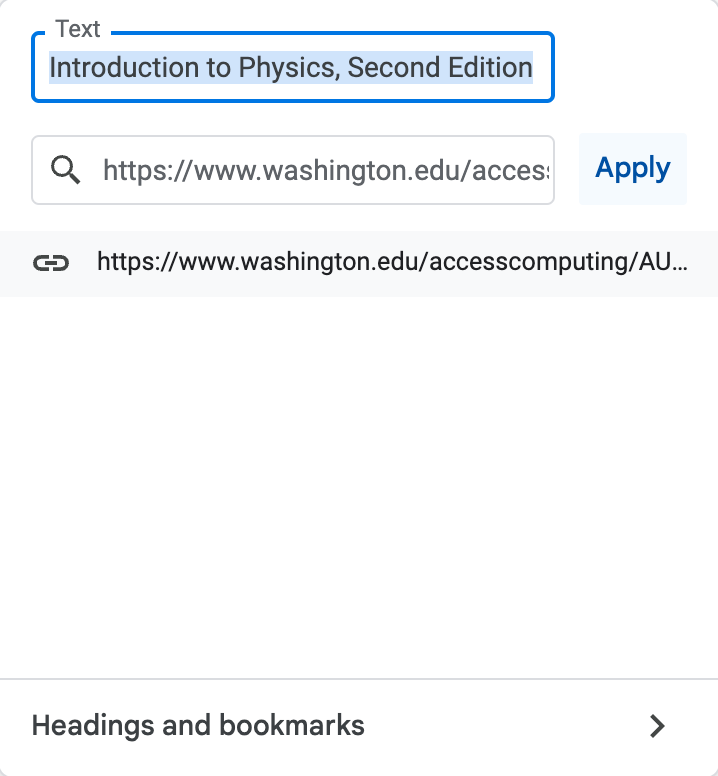 Text
Introduction to Physics, Second Edition
https://www.washington.edu/access
Apply
https://www.washington.edu/accesscomputing/AU...
Headings and bookmarks